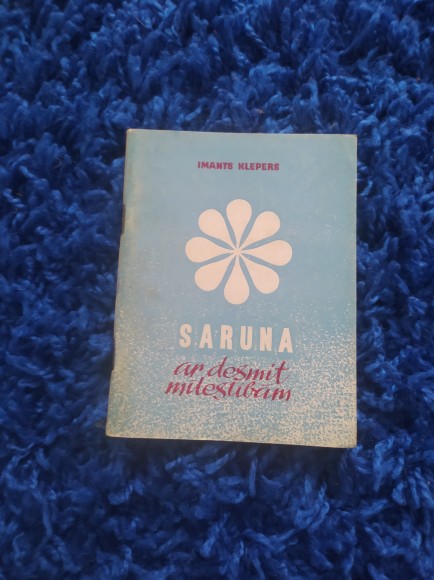 IMANTS KLEPERS
SARUNA
ar desmit
mīlestībām